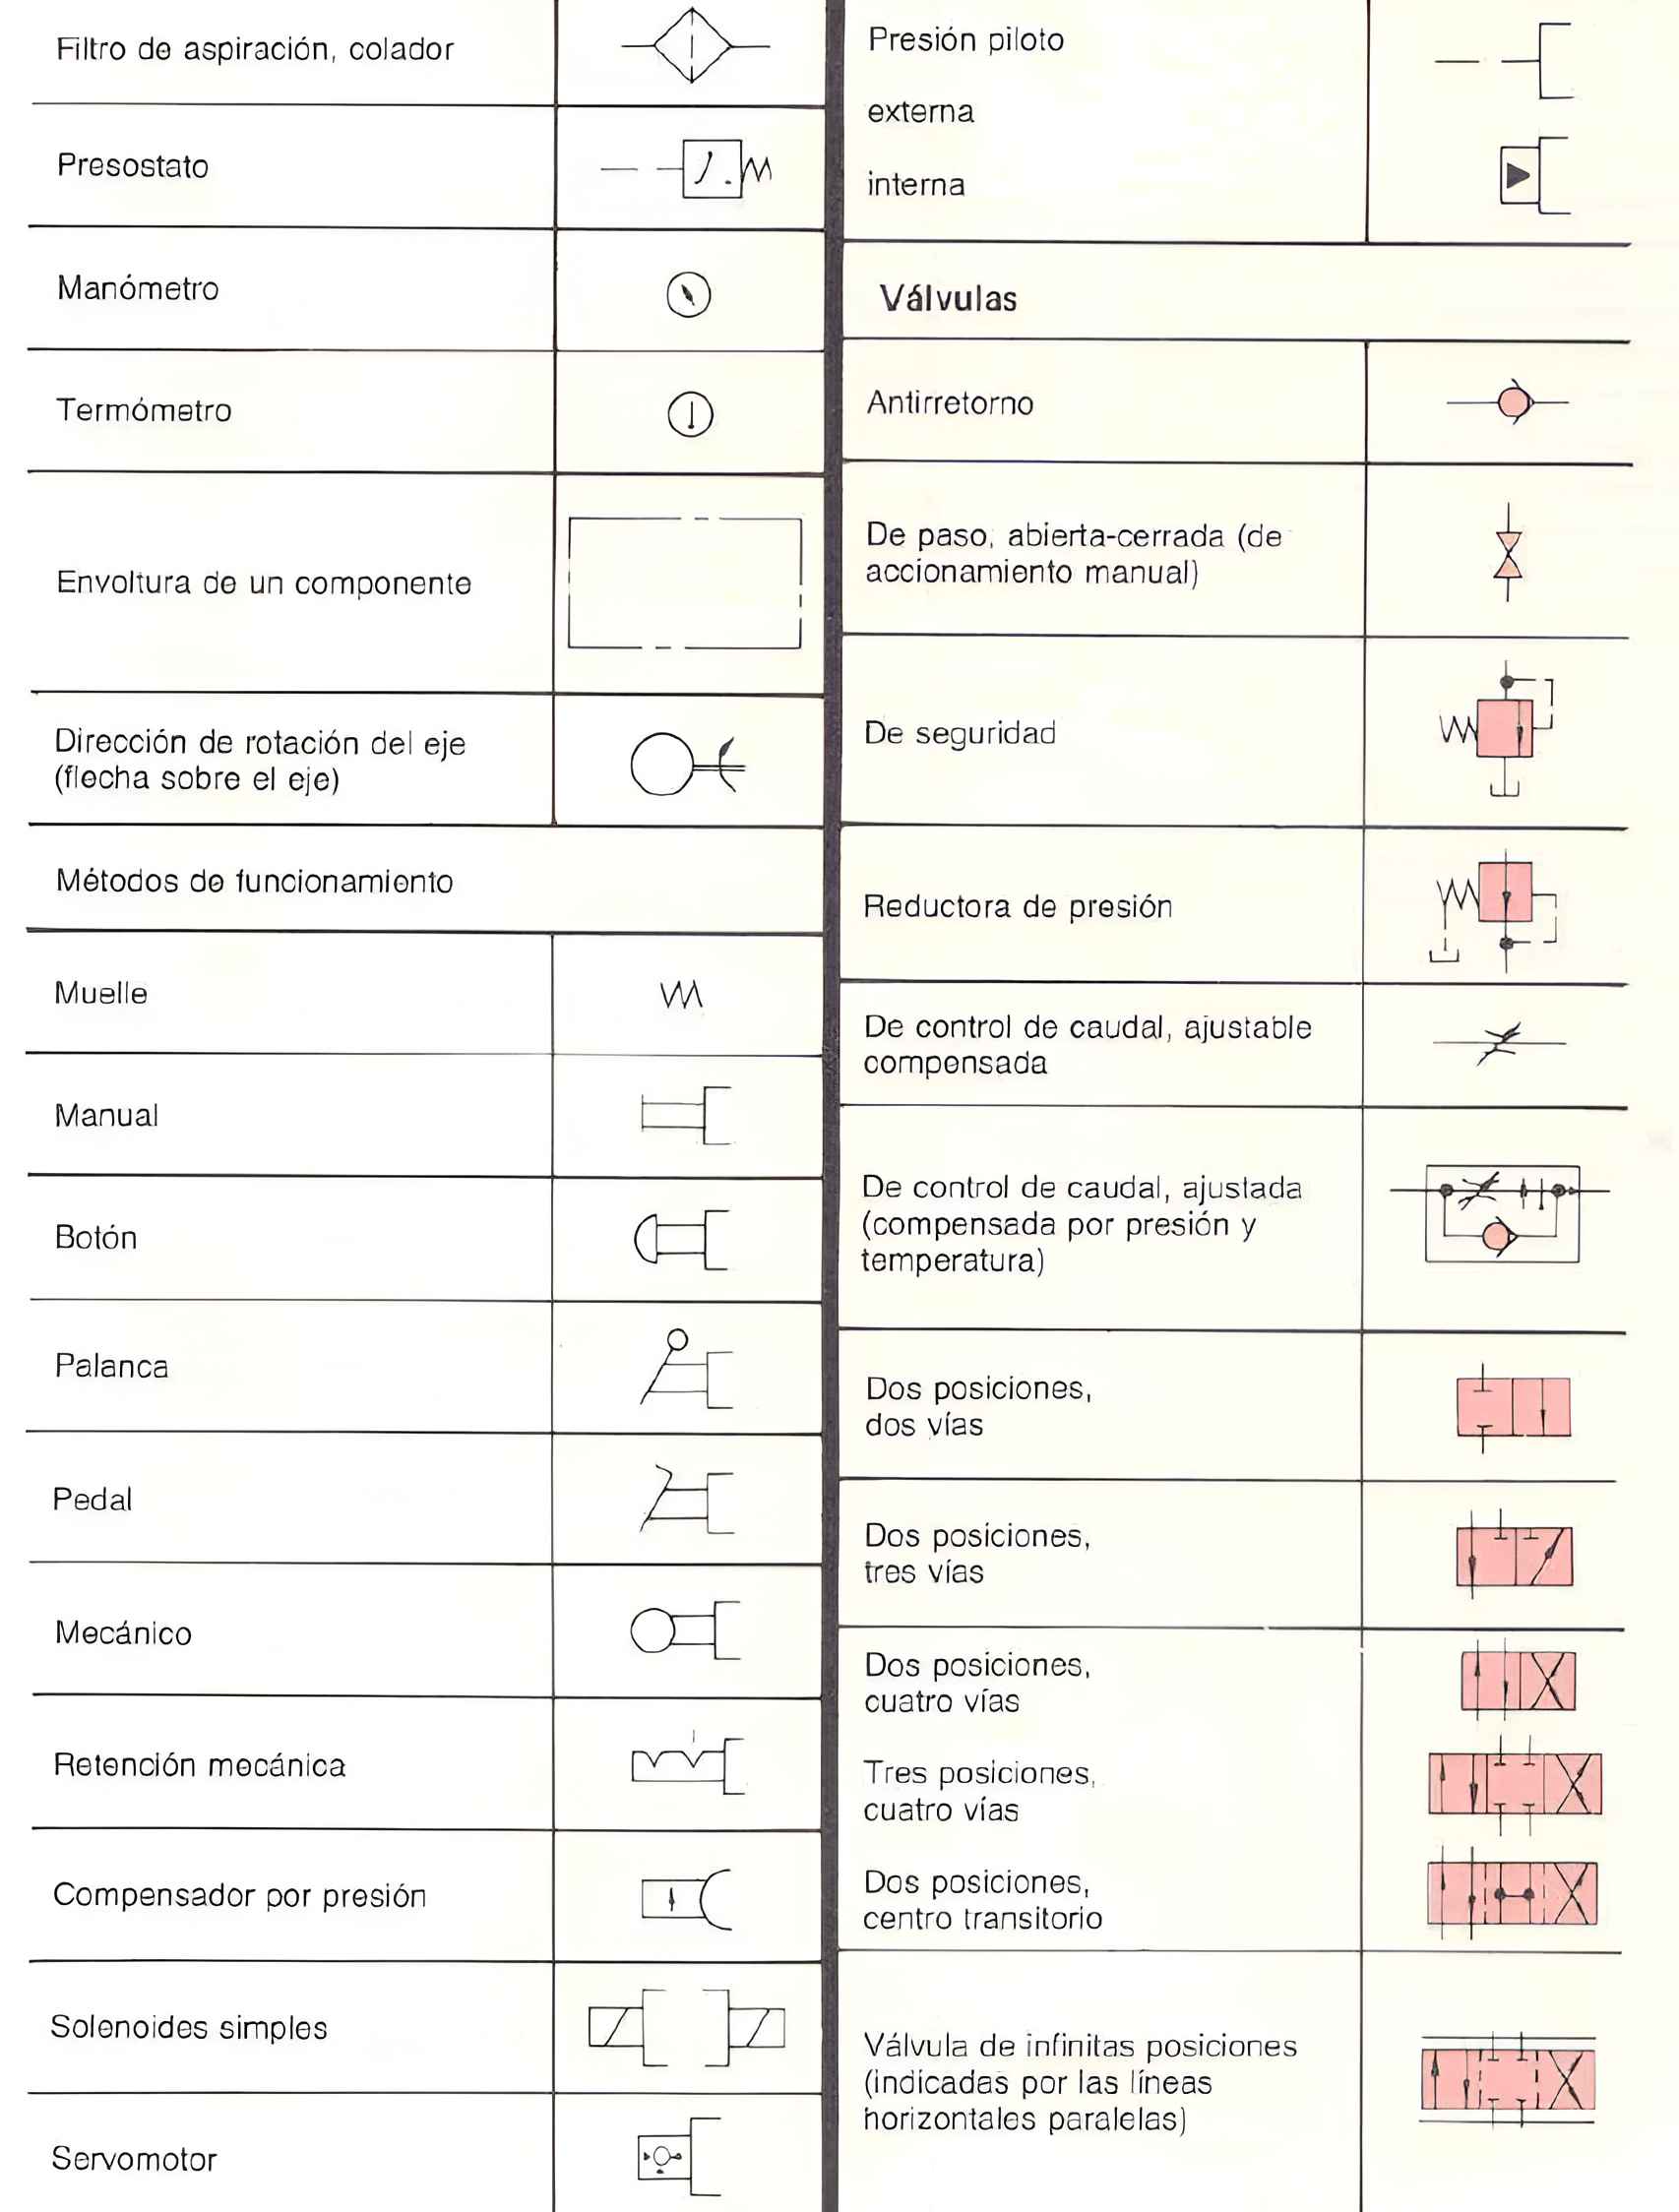 Filtro de aspiración, colador
Presostato
Manómetro
Termómetro
Envoltura de un componente
Dirección de rotación del eje
(flecha sobre el eje)
Métodos de funcionamiento
Muelle
Manual
Botón
Palanca
Pedal
Mecánico
Retención mecánica
Compensador por presión
Solenoides simples
Servomotor
Presión piloto
externa
interna
Válvulas
Antirretorno
De paso, abierta-cerrada (de
accionamiento manual)
De seguridad
Reductora de presión
De control de caudal, ajustable
compensada
De control de caudal, ajustada
(compensada por presión y
temperatura)
Dos posiciones,
dos vías
Dos posiciones,
tres vías
Dos posiciones,
cuatro vías
Tres posiciones,
cuatro vías
Dos posiciones,
centro transitorio
Válvula de infinitas posiciones
(indicadas por las líneas
horizontales paralelas)